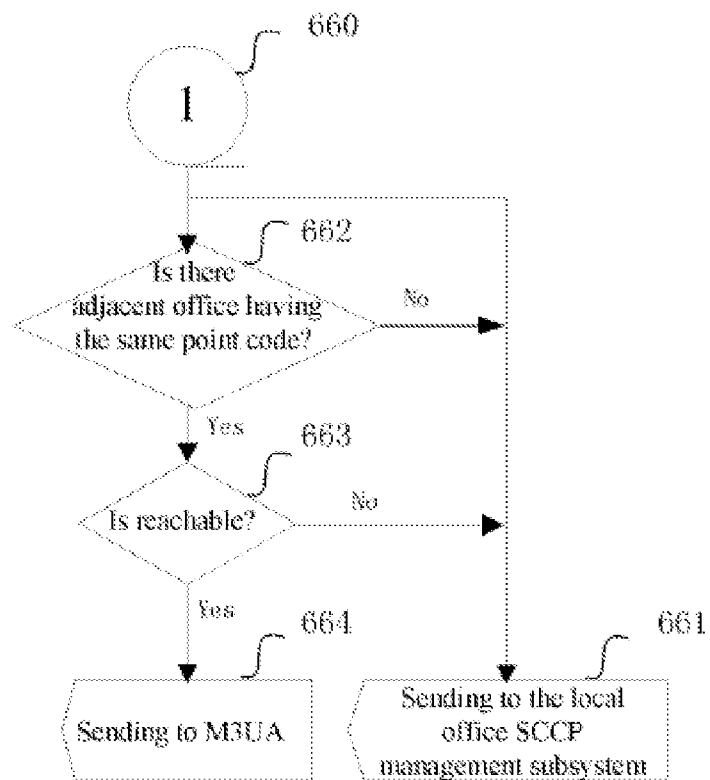 660
1
662
Is there
adjacent office having
the same point code?
No
Yes
663
Is reachable?
No
Yes
664
661
Sending to M3UA
Sending to the local
office SCCP
management subsystem